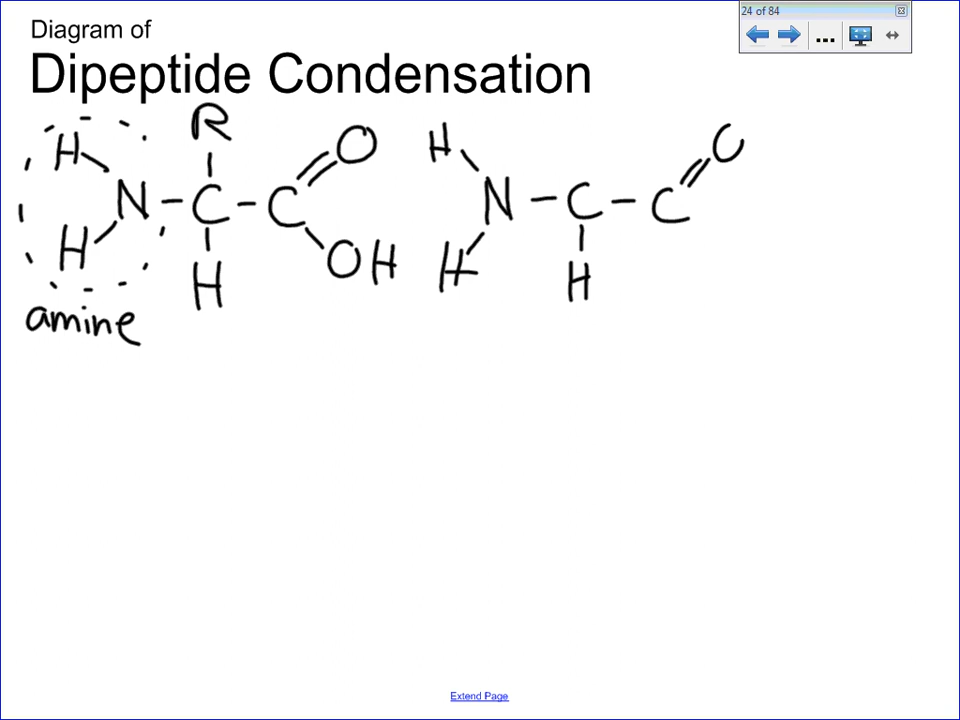 24 of 84
Diagram of
Dipeptide Condensation
R
H O H O
N - C - C N - C - C
H OH H
H H
amine
...
Extend Page